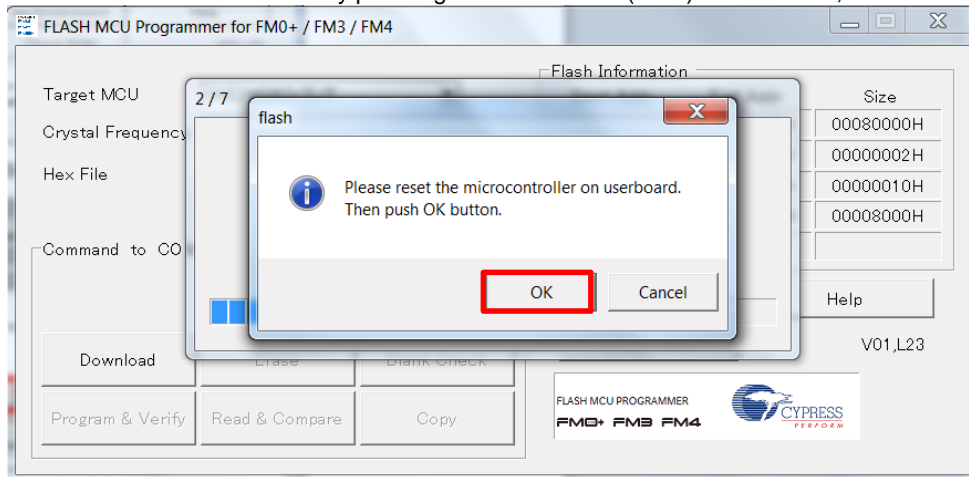 FLASH MCU Programmer for FM0+ / FM3 / FM4
Flash Information
Target MCU
2 / 7
Size
flash
00080000H
Crystal Frequency
00000002H
Hex File
Please reset the microcontroller on userboard.
00000010H
Then push OK button.
00008000H
Command to CO
OK
Cancel
Help
V01,L23
Download
Erase
Blank Check
Program & Verify
Read & Compare
Copy
FLASH MCU PROGRAMMER
FM0+ FM3 FM4
CYPRESS
PERFORM